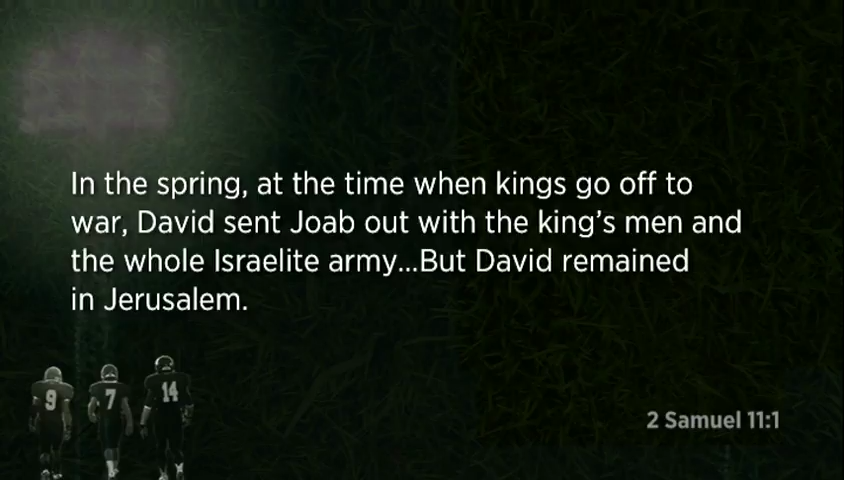 In the spring, at the time when kings go off to
war, David sent Joab out with the king’s men and
the whole Israelite army...But David remained
in Jerusalem.
9 7 14
2 Samuel 11:1